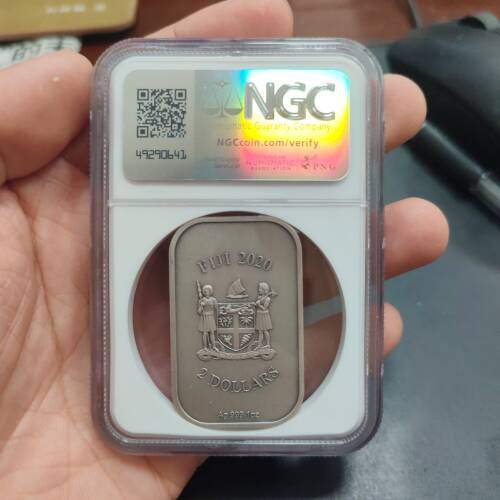 NGC
Numismatic Guaranty Company
NGCcoin.com/verify
49290641
PNG
FIJI 2020
2 DOLLARS
Ag 999 1oz